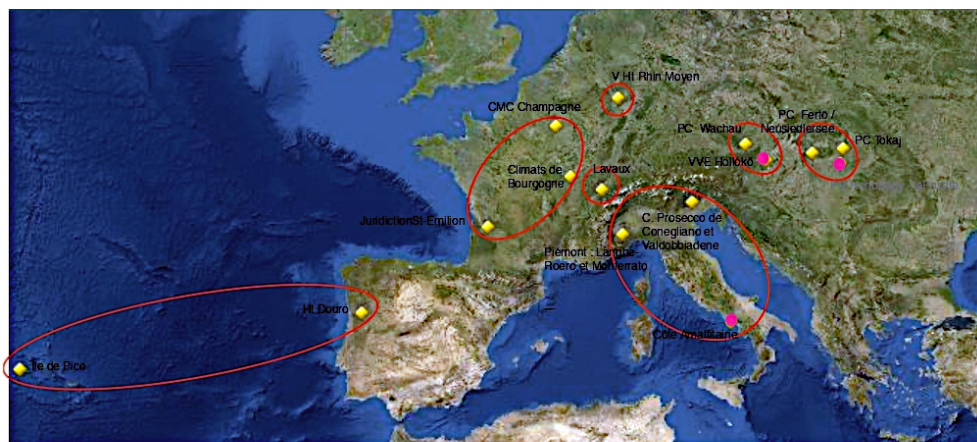 V Ht Rhin Moyen
CMC Champagne
PC Ferto /
PC Wachau
Neusiedlersee
PC Tokaj
VVE Hollókö
Climats de
Bourgogne
Lavaux
JuridictionSt-Emilion
C. Prosecco de
Conegliano et
Valdobbiadene
Piémont : Langhe-
Roero et Monferrato
Ht Douro
Côte Amalfitaine
Île de Pico